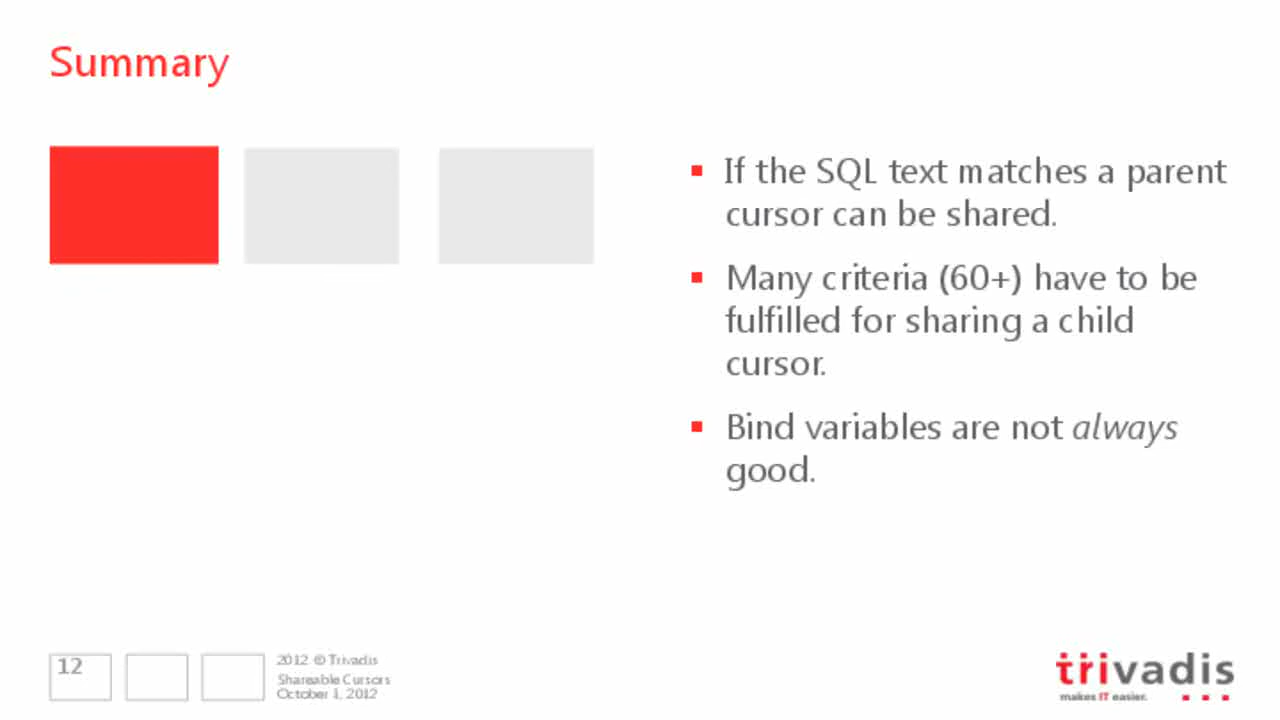 Summary
If the SQL text matches a parent
cursor can be shared.
Many criteria (60+) have to be
fulfilled for sharing a child
cursor.
Bind variables are not always
good.
12
2012 © Trivadis
Shareable Cursors
October 1, 2012
trivadis
makes IT easier.